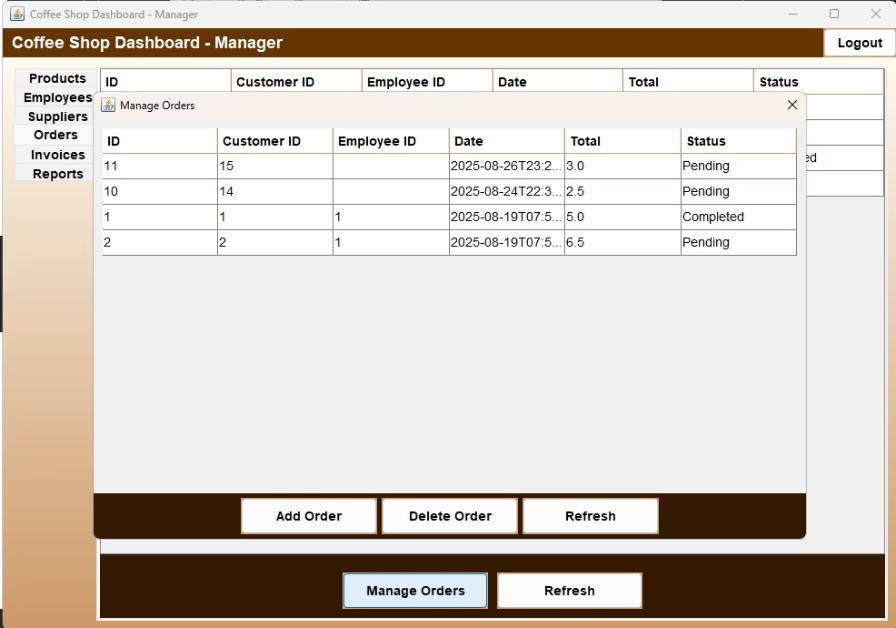 Coffee Shop Dashboard - Manager
Coffee Shop Dashboard - Manager Logout
Products
Employees
Suppliers
Orders
Invoices
Reports
ID Customer ID Employee ID Date Total Status
ed
Manage Orders
ID Customer ID Employee ID Date Total Status
11 15 2025-08-26T23:2... 3.0 Pending
10 14 2025-08-24T22:3... 2.5 Pending
1 1 1 2025-08-19T07:5... 5.0 Completed
2 2 1 2025-08-19T07:5... 6.5 Pending
Add Order Delete Order Refresh
Manage Orders Refresh